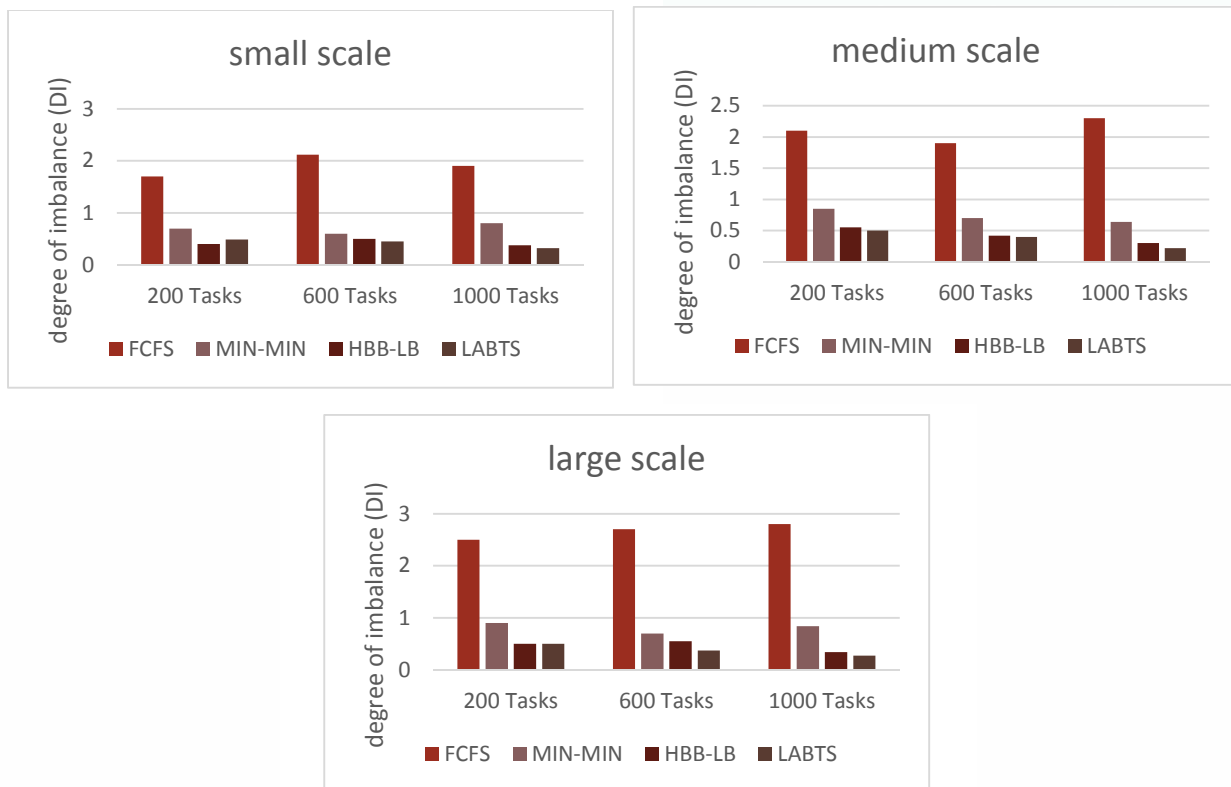 small scale
degree of imbalance (DI)
3
2
1
0
200 Tasks 600 Tasks 1000 Tasks
FCFS MIN-MIN HBB-LB LABTS
medium scale
degree of imbalance (DI)
2.5
2
1.5
1
0.5
0
200 Tasks 600 Tasks 1000 Tasks
FCFS MIN-MIN HBB-LB LABTS
large scale
degree of imbalance (DI)
3
2
1
0
200 Tasks 600 Tasks 1000 Tasks
FCFS MIN-MIN HBB-LB LABTS